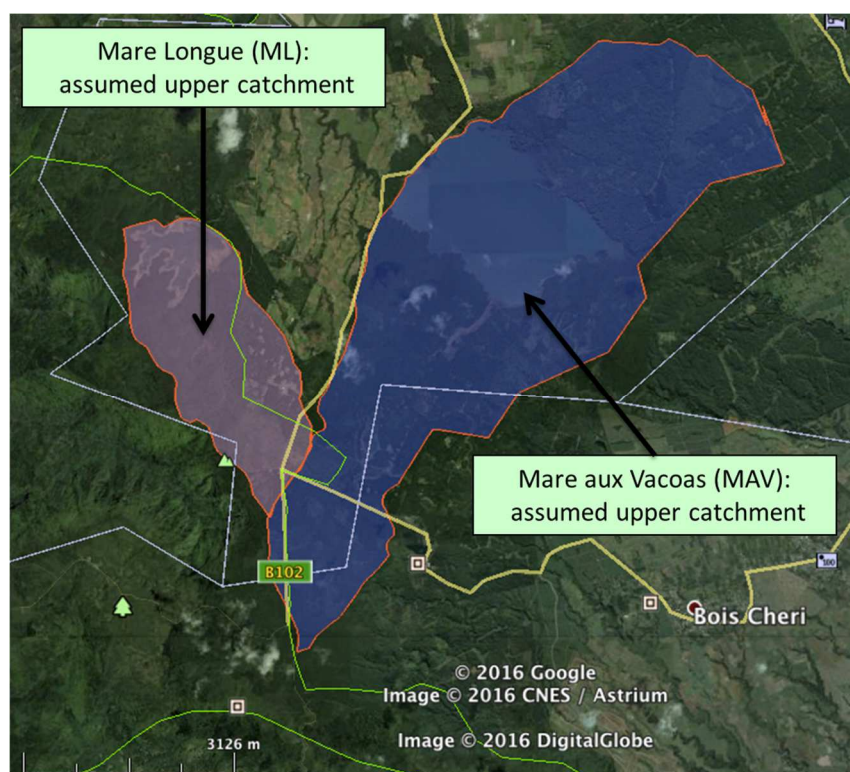 Mare Longue (ML):
assumed upper catchment
Mare aux Vacoas (MAV):
assumed upper catchment
B102
100
Bois Cheri
© 2016 Google
Image © 2016 CNES / Astrium
3126 m
Image © 2016 DigitalGlobe